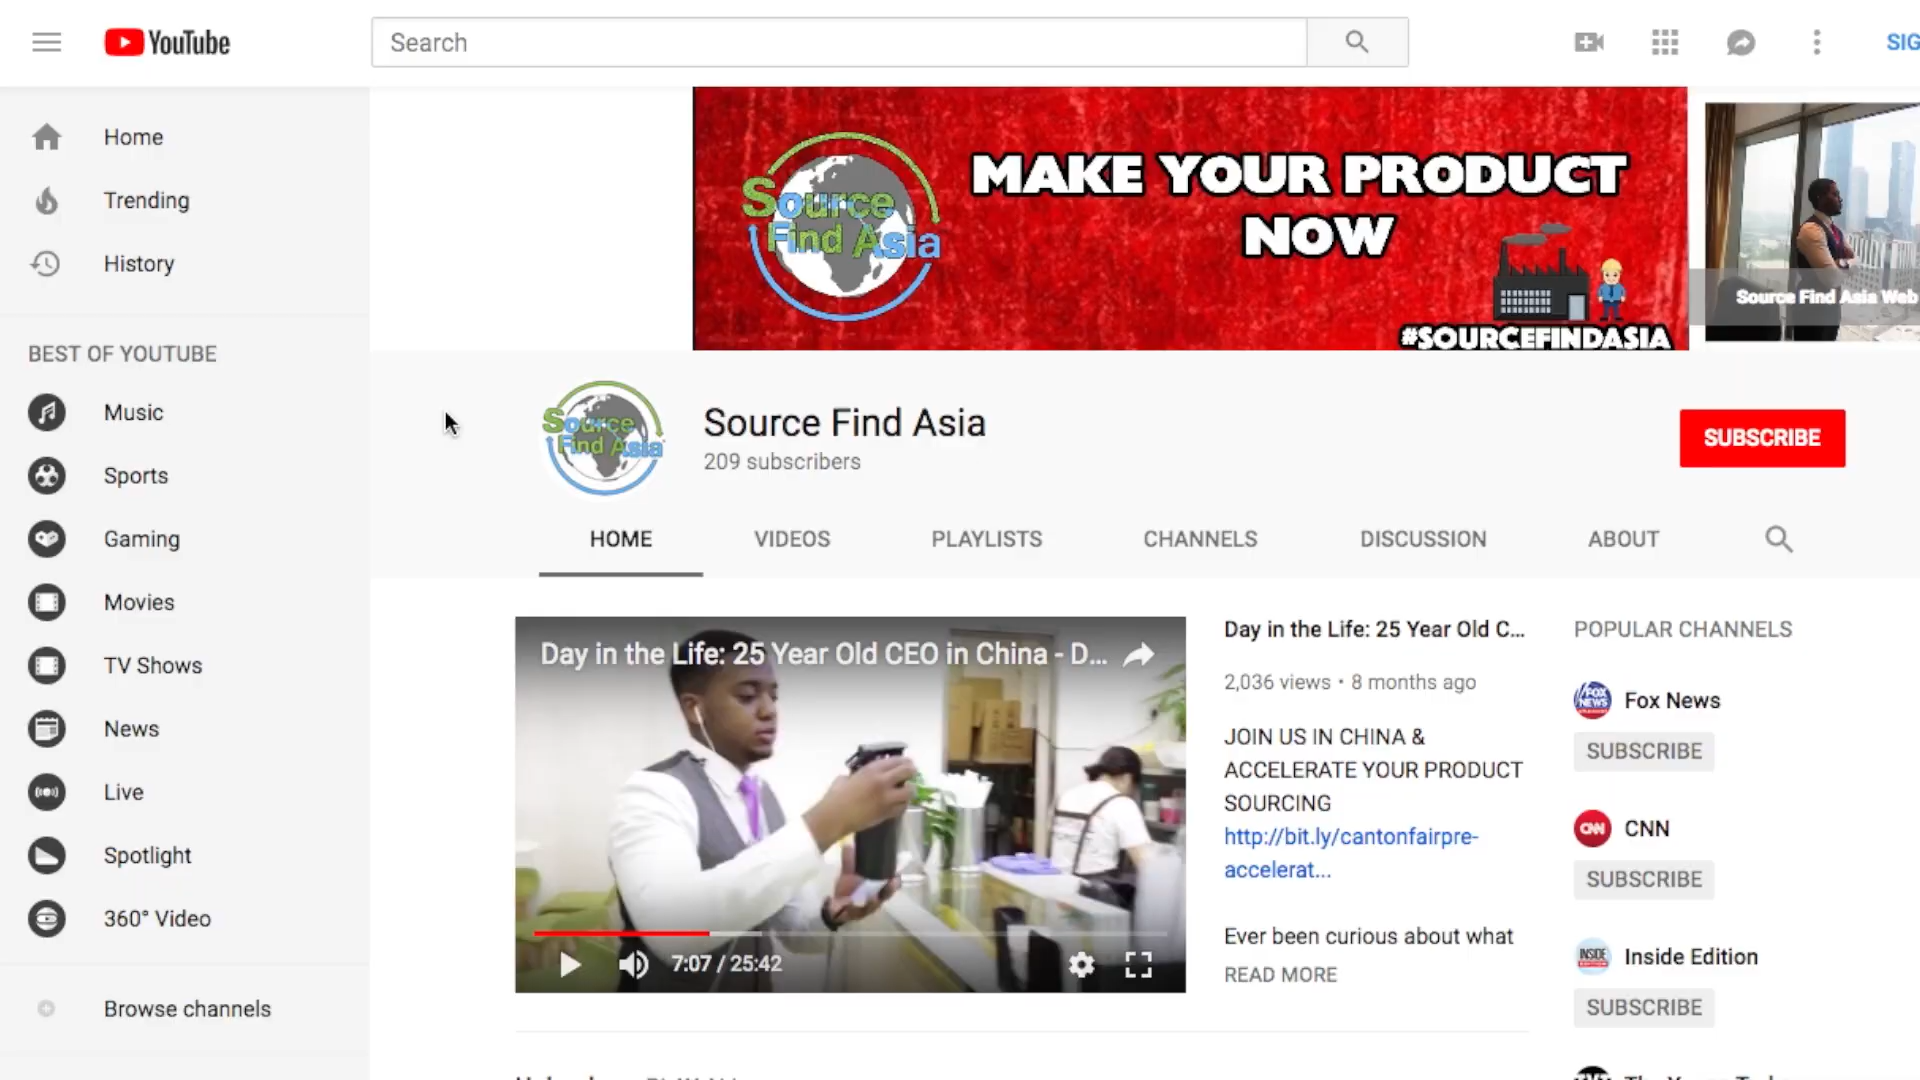 YouTube
Search
SIG
Home
Trending
History
BEST OF YOUTUBE
Music
Sports
Gaming
Movies
TV Shows
News
Live
Spotlight
360° Video
Browse channels
Source
Find Asia
MAKE YOUR PRODUCT
NOW
#SOURCEFINDASIA
Source Find Asia Web
Source
Find Asia
Source Find Asia
209 subscribers
SUBSCRIBE
HOME
VIDEOS
PLAYLISTS
CHANNELS
DISCUSSION
ABOUT
Day in the Life: 25 Year Old CEO in China - D...
7:07 / 25:42
Day in the Life: 25 Year Old C...
2,036 views • 8 months ago
JOIN US IN CHINA &
ACCELERATE YOUR PRODUCT
SOURCING
http://bit.ly/cantonfairpre-
accelerat...
Ever been curious about what
READ MORE
POPULAR CHANNELS
FOX
NEWS
Fox News
SUBSCRIBE
CNN
CNN
SUBSCRIBE
INSIDE
Inside Edition
SUBSCRIBE